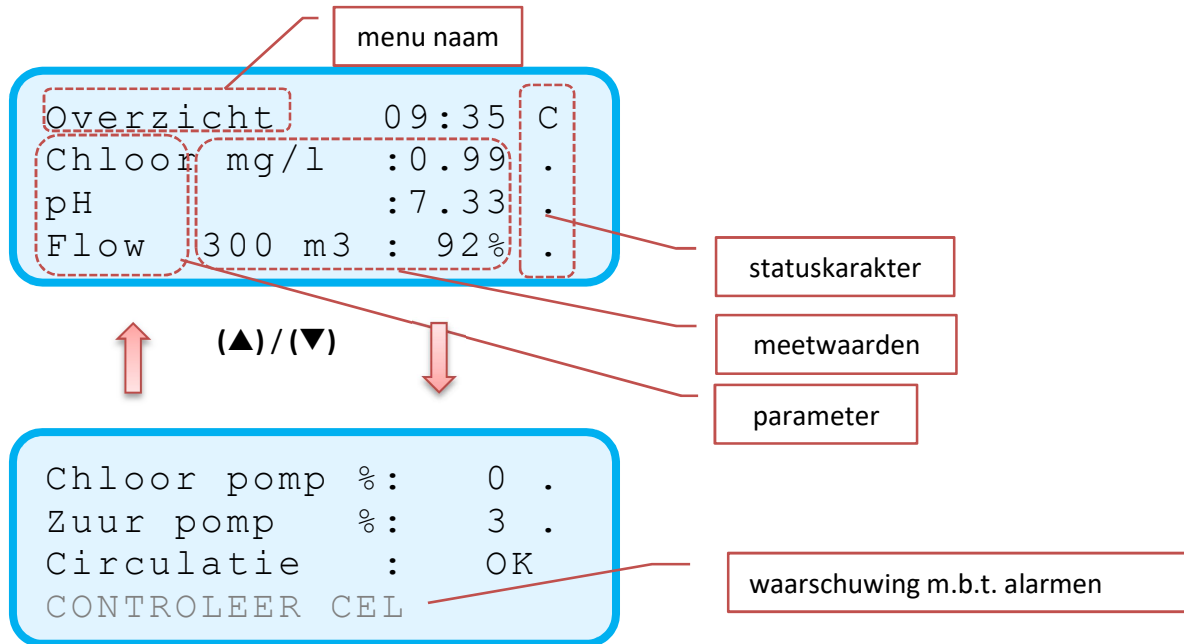 menu naam
Overzicht 09:35 C
Chloor mg/l :0.99 .
pH :7.33 .
Flow 300 m3 : 92% .
statuskarakter
(▲) / (▼)
meetwaarden
parameter
Chloor pomp %: 0 .
Zuur pomp %: 3 .
Circulatie : OK
CONTROLEER CEL
waarschuwing m.b.t. alarmen